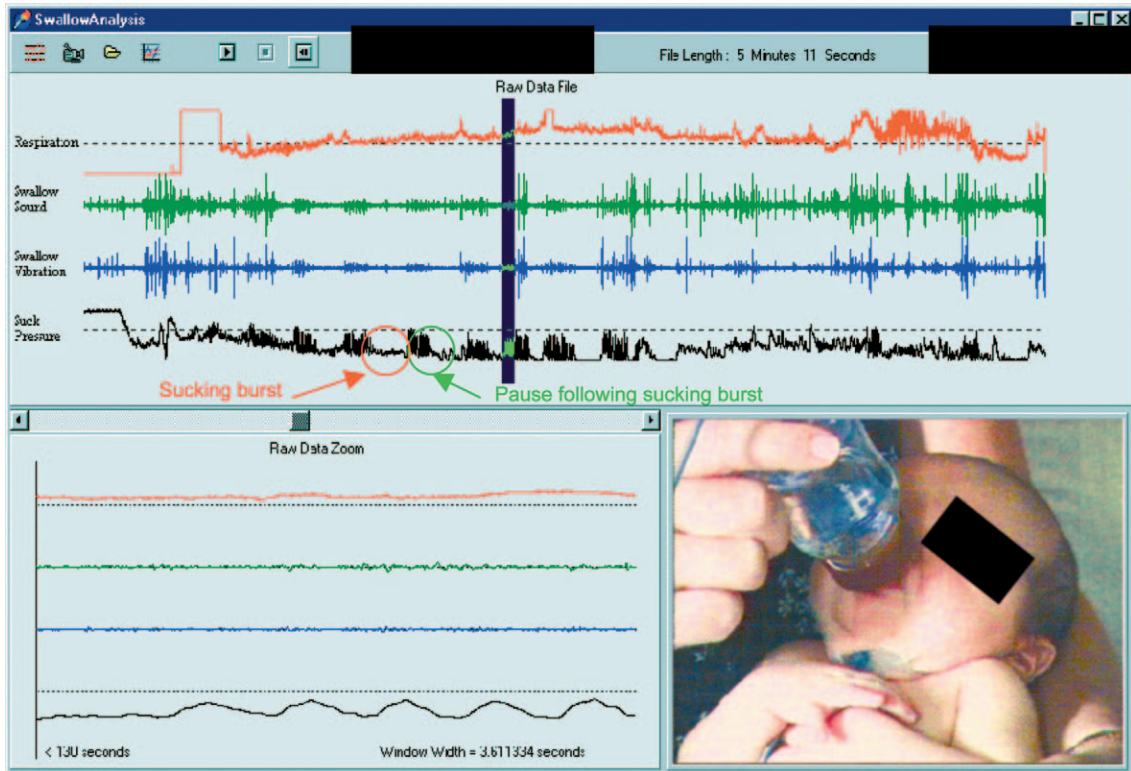 SwallowAnalysis
File Length : 5 Minutes 11 Seconds
Raw Data File
Respiration
Swallow
Sound
Swallow
Vibration
Suck
Pressure
Sucking burst
Pause following sucking burst
Raw Data Zoom
< 130 seconds
Window Width = 3.611334 seconds